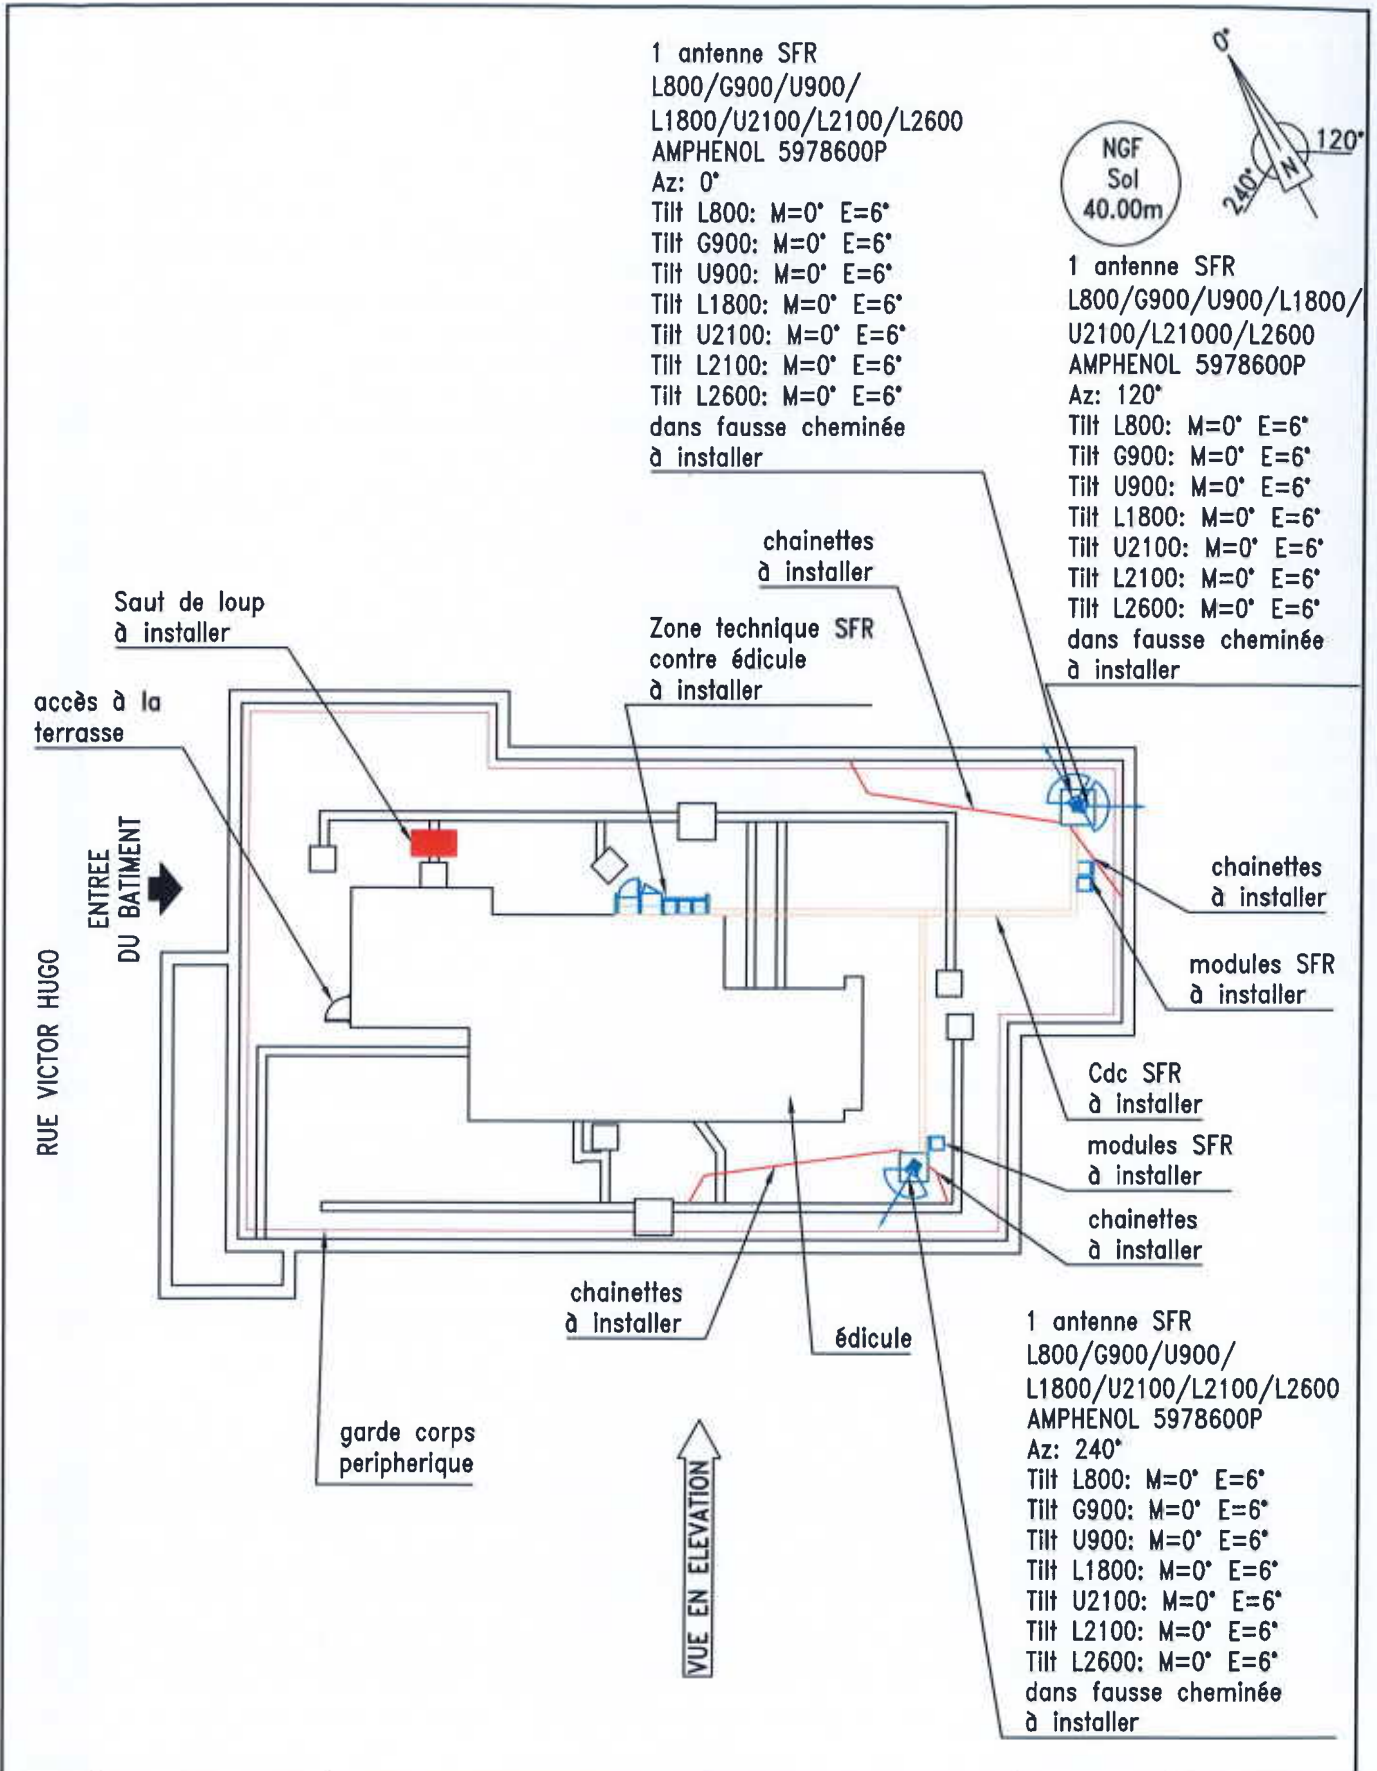 1 antenne SFR
L800/G900/U900/
L1800/U2100/L2100/L2600
AMPHENOL 5978600P
Az: 0°
Tilt L800: M=0° E=6°
Tilt G900: M=0° E=6°
Tilt U900: M=0° E=6°
Tilt L1800: M=0° E=6°
Tilt U2100: M=0° E=6°
Tilt L2100: M=0° E=6°
Tilt L2600: M=0° E=6°
dans fausse cheminée
à installer
0°
120°
240°
N
NGF
Sol
40.00m
1 antenne SFR
L800/G900/U900/L1800/
U2100/L21000/L2600
AMPHENOL 5978600P
Az: 120°
Tilt L800: M=0° E=6°
Tilt G900: M=0° E=6°
Tilt U900: M=0° E=6°
Tilt L1800: M=0° E=6°
Tilt U2100: M=0° E=6°
Tilt L2100: M=0° E=6°
Tilt L2600: M=0° E=6°
dans fausse cheminée
à installer
chainettes
à installer
Saut de loup
à installer
Zone technique SFR
contre édicule
à installer
accès à la
terrasse
ENTREE
DU BATIMENT
RUE VICTOR HUGO
chainettes
à installer
modules SFR
à installer
Cdc SFR
à installer
modules SFR
à installer
chainettes
à installer
chainettes
à installer
édicule
garde corps
peripherique
VUE EN ELEVATION
1 antenne SFR
L800/G900/U900/
L1800/U2100/L2100/L2600
AMPHENOL 5978600P
Az: 240°
Tilt L800: M=0° E=6°
Tilt G900: M=0° E=6°
Tilt U900: M=0° E=6°
Tilt L1800: M=0° E=6°
Tilt U2100: M=0° E=6°
Tilt L2100: M=0° E=6°
Tilt L2600: M=0° E=6°
dans fausse cheminée
à installer